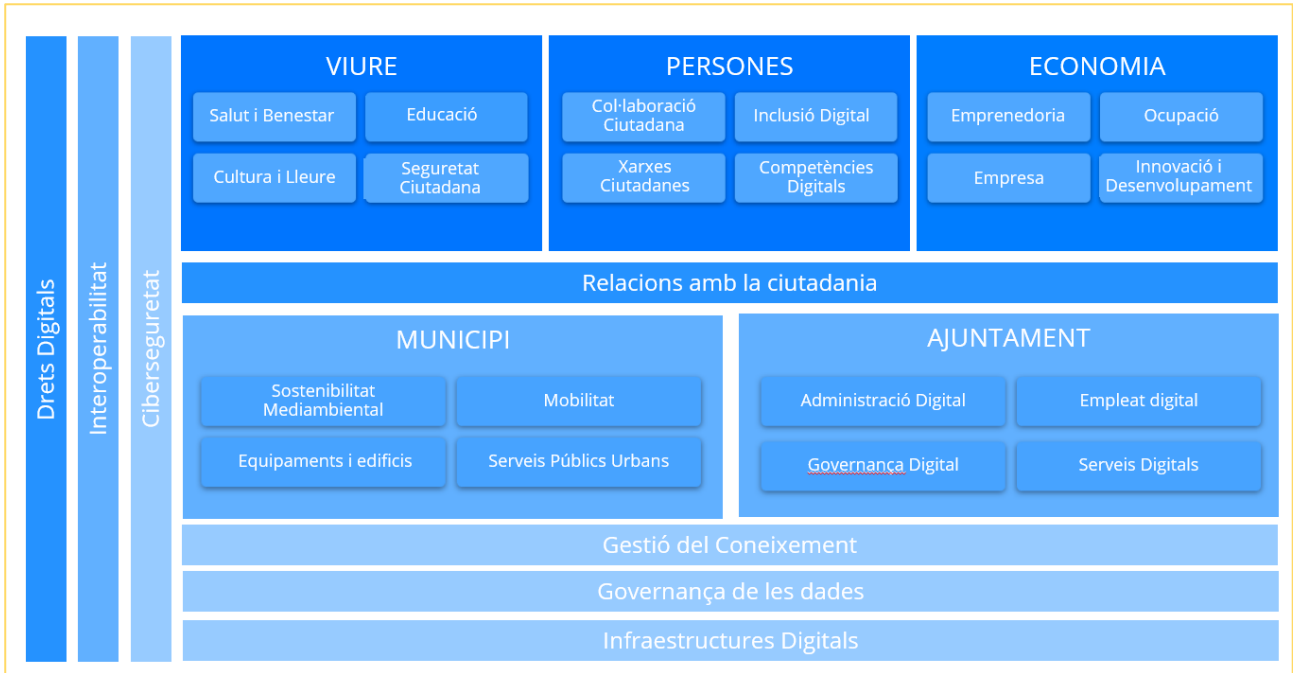 Drets Digitals
Interoperabilitat
Ciberseguretat
VIURE
Salut i Benestar
Educació
Cultura i Lleure
Seguretat
Ciutadana
PERSONES
Col·laboració
Ciutadana
Inclusió Digital
Xarxes
Ciutadanes
Competències
Digitals
ECONOMIA
Emprenedoria
Ocupació
Empresa
Innovació i
Desenvolupament
Relacions amb la ciutadania
MUNICIPI
Sostenibilitat
Mediambiental
Mobilitat
Equipaments i edificis
Serveis Públics Urbans
AJUNTAMENT
Administració Digital
Empleat digital
Governança Digital
Serveis Digitals
Gestió del Coneixement
Governança de les dades
Infraestructures Digitals